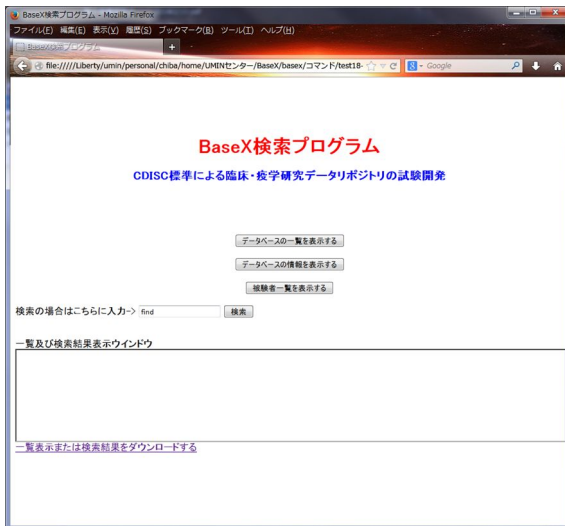 BaseX検索プログラム - Mozilla Firefox
ファイル(F) 編集(E) 表示(V) 履歴(S) ブックマーク(B) ツール(T) ヘルプ(H)
BaseX検索プログラム
file://///Liberty/umin/personal/chiba/home/UMINセンター/BaseX/basex/コマンド/test18-
Google
BaseX検索プログラム
CDISC標準による臨床・疫学研究データリポジトリの試験開発
データベースの一覧を表示する
データベースの情報を表示する
被験者一覧を表示する
検索の場合はこちらに入力-> find 検索
一覧及び検索結果表示ウインドウ
一覧表示または検索結果をダウンロードする